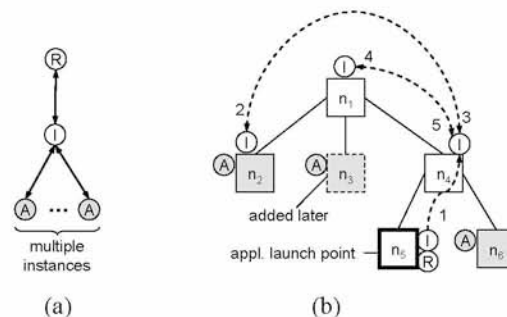 R
I
A ... A
multiple
instances
(a)
I
4
n1
2
5
3
I
I
A
n2
A
n3
n4
added later
1
appl. launch point
n5
I
R
A
n6
(b)